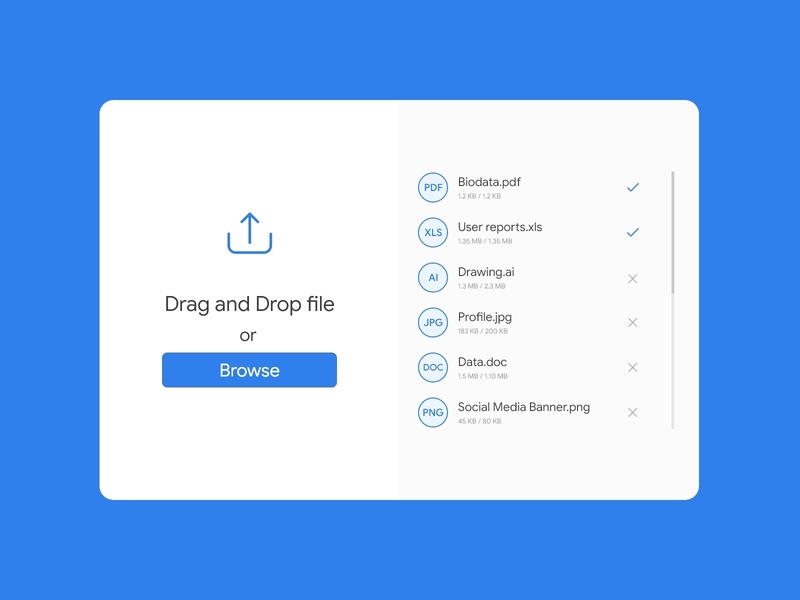 Drag and Drop file
or
Browse
PDF
Biodata.pdf
1.2 KB / 1.2 KB
XLS
User reports.xls
1.35 MB / 1.35 MB
AI
Drawing.ai
1.3 MB / 2.3 MB
JPG
Profile.jpg
183 KB / 200 KB
DOC
Data.doc
1.5 MB / 1.10 MB
PNG
Social Media Banner.png
45 KB / 80 KB